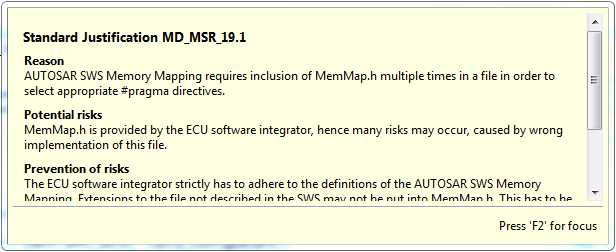 Standard Justification MD_MSR_19.1
Reason
AUTOSAR SWS Memory Mapping requires inclusion of MemMap.h multiple times in a file in order to
select appropriate #pragma directives.
Potential risks
MemMap.h is provided by the ECU software integrator, hence many risks may occur, caused by wrong
implementation of this file.
Prevention of risks
The ECU software integrator strictly has to adhere to the definitions of the AUTOSAR SWS Memory
Mapping. Extensions to the file not described in the SWS may not be put into MemMap.h. This has to be
Press 'F2' for focus